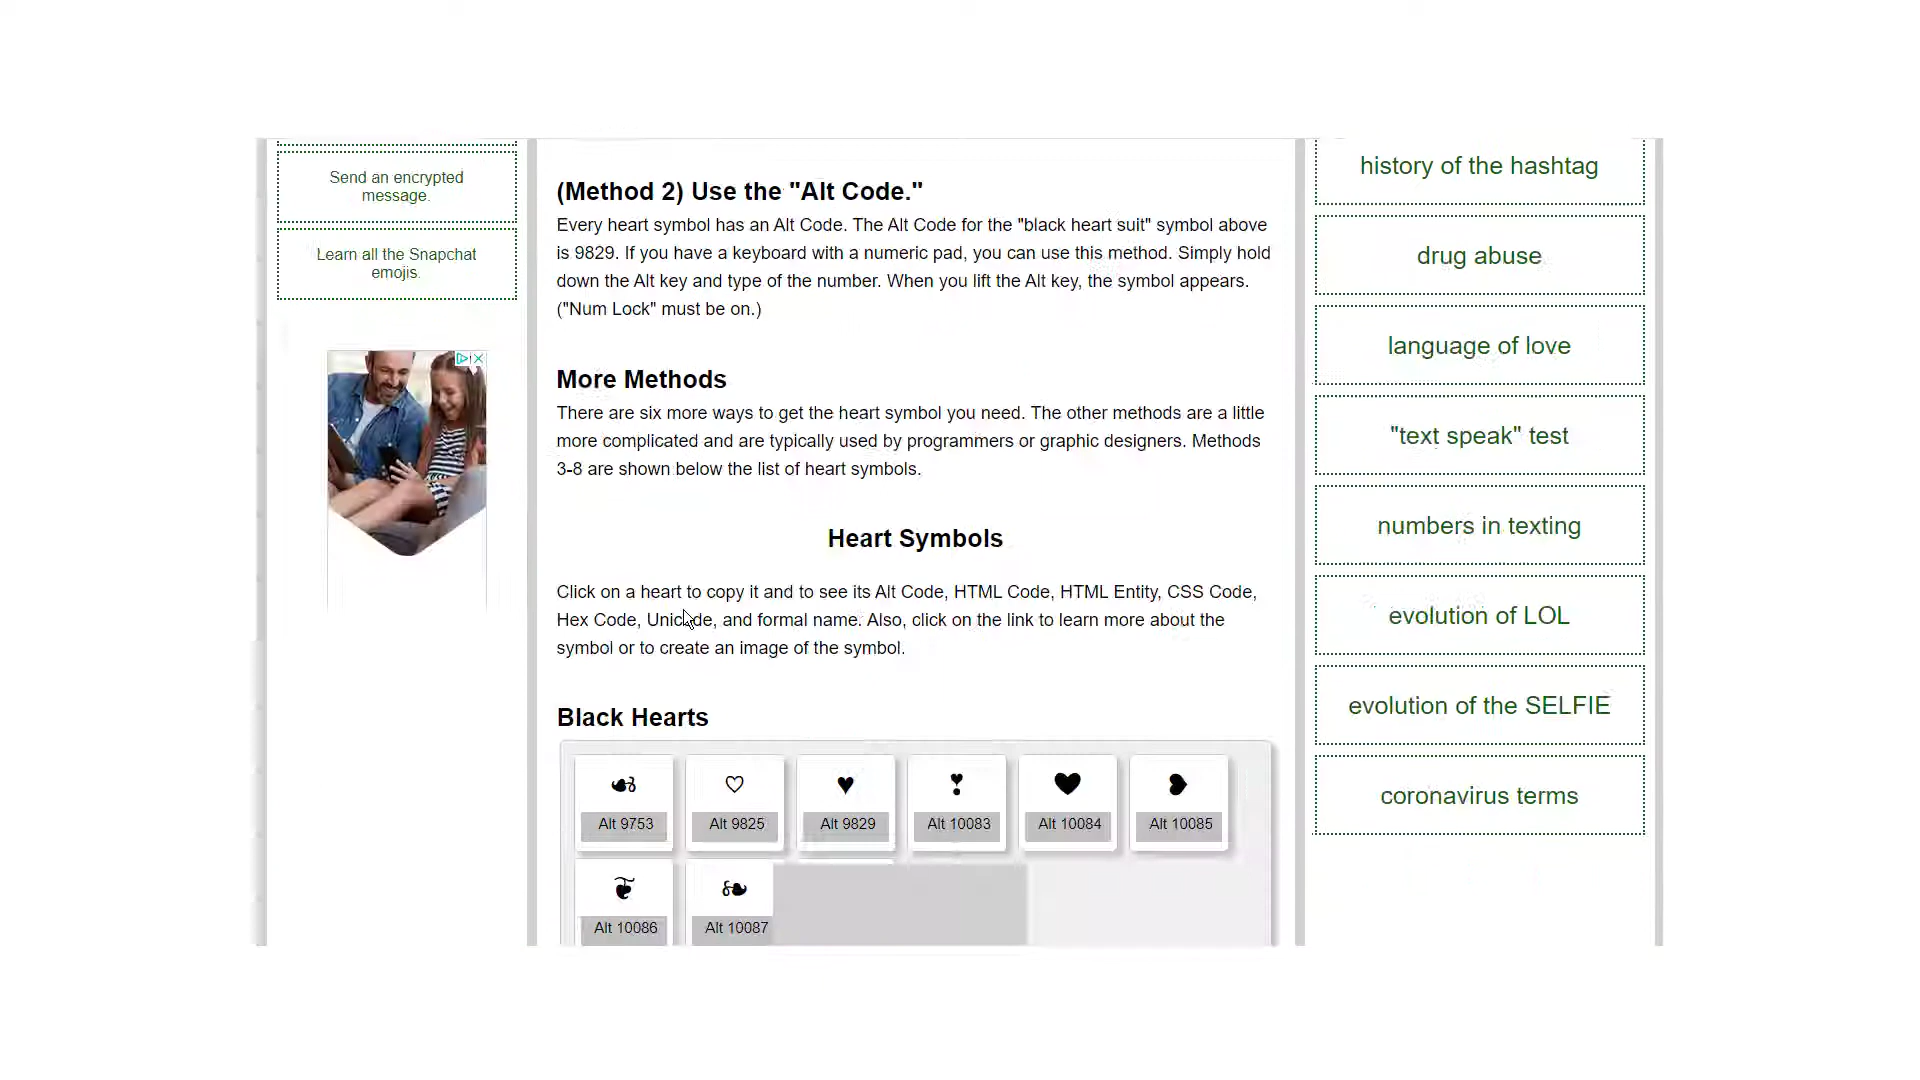 Send an encrypted
message.
Learn all the Snapchat
emojis.
(Method 2) Use the "Alt Code."
Every heart symbol has an Alt Code. The Alt Code for the "black heart suit" symbol above
is 9829. If you have a keyboard with a numeric pad, you can use this method. Simply hold
down the Alt key and type of the number. When you lift the Alt key, the symbol appears.
("Num Lock" must be on.)
More Methods
There are six more ways to get the heart symbol you need. The other methods are a little
more complicated and are typically used by programmers or graphic designers. Methods
3-8 are shown below the list of heart symbols.
Heart Symbols
Click on a heart to copy it and to see its Alt Code, HTML Code, HTML Entity, CSS Code,
Hex Code, Unicode, and formal name. Also, click on the link to learn more about the
symbol or to create an image of the symbol.
Black Hearts
☙ ♡ ♥ ❣ ❤ ❥
Alt 9753 Alt 9825 Alt 9829 Alt 10083 Alt 10084 Alt 10085
❦ ❧
Alt 10086 Alt 10087
history of the hashtag
drug abuse
language of love
"text speak" test
numbers in texting
evolution of LOL
evolution of the SELFIE
coronavirus terms